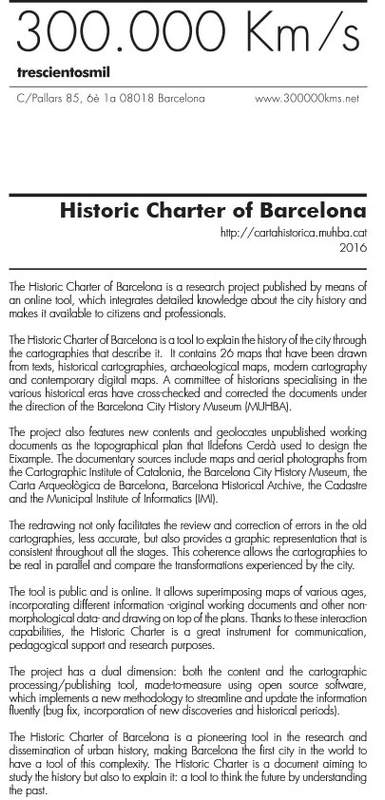 300.000 Km/s
trescientosmil
C/Pallars 85, 6è 1a 08018 Barcelona www.300000kms.net
Historic Charter of Barcelona
http://cartahistorica.muhba.cat
2016
The Historic Charter of Barcelona is a research project published by means of
an online tool, which integrates detailed knowledge about the city history and
makes it available to citizens and professionals.
The Historic Charter of Barcelona is a tool to explain the history of the city through
the cartographies that describe it. It contains 26 maps that have been drawn
from texts, historical cartographies, archaeological maps, modern cartography
and contemporary digital maps. A committee of historians specialising in the
various historical eras have cross-checked and corrected the documents under
the direction of the Barcelona City History Museum (MUHBA).
The project also features new contents and geolocates unpublished working
documents as the topographical plan that Ildefons Cerdà used to design the
Eixample. The documentary sources include maps and aerial photographs from
the Cartographic Institute of Catalonia, the Barcelona City History Museum, the
Carta Arqueològica de Barcelona, Barcelona Historical Archive, the Cadastre
and the Municipal Institute of Informatics (IMI).
The redrawing not only facilitates the review and correction of errors in the old
cartographies, less accurate, but also provides a graphic representation that is
consistent throughout all the stages. This coherence allows the cartographies to
be real in parallel and compare the transformations experienced by the city.
The tool is public and is online. It allows superimposing maps of various ages,
incorporating different information -original working documents and other non-
morphological data- and drawing on top of the plans. Thanks to these interaction
capabilities, the Historic Charter is a great instrument for communication,
pedagogical support and research purposes.
The project has a dual dimension: both the content and the cartographic
processing/publishing tool, made-to-measure using open source software,
which implements a new methodology to streamline and update the information
fluently (bug fix, incorporation of new discoveries and historical periods).
The Historic Charter of Barcelona is a pioneering tool in the research and
dissemination of urban history, making Barcelona the first city in the world to
have a tool of this complexity. The Historic Charter is a document aiming to
study the history but also to explain it: a tool to think the future by understanding
the past.